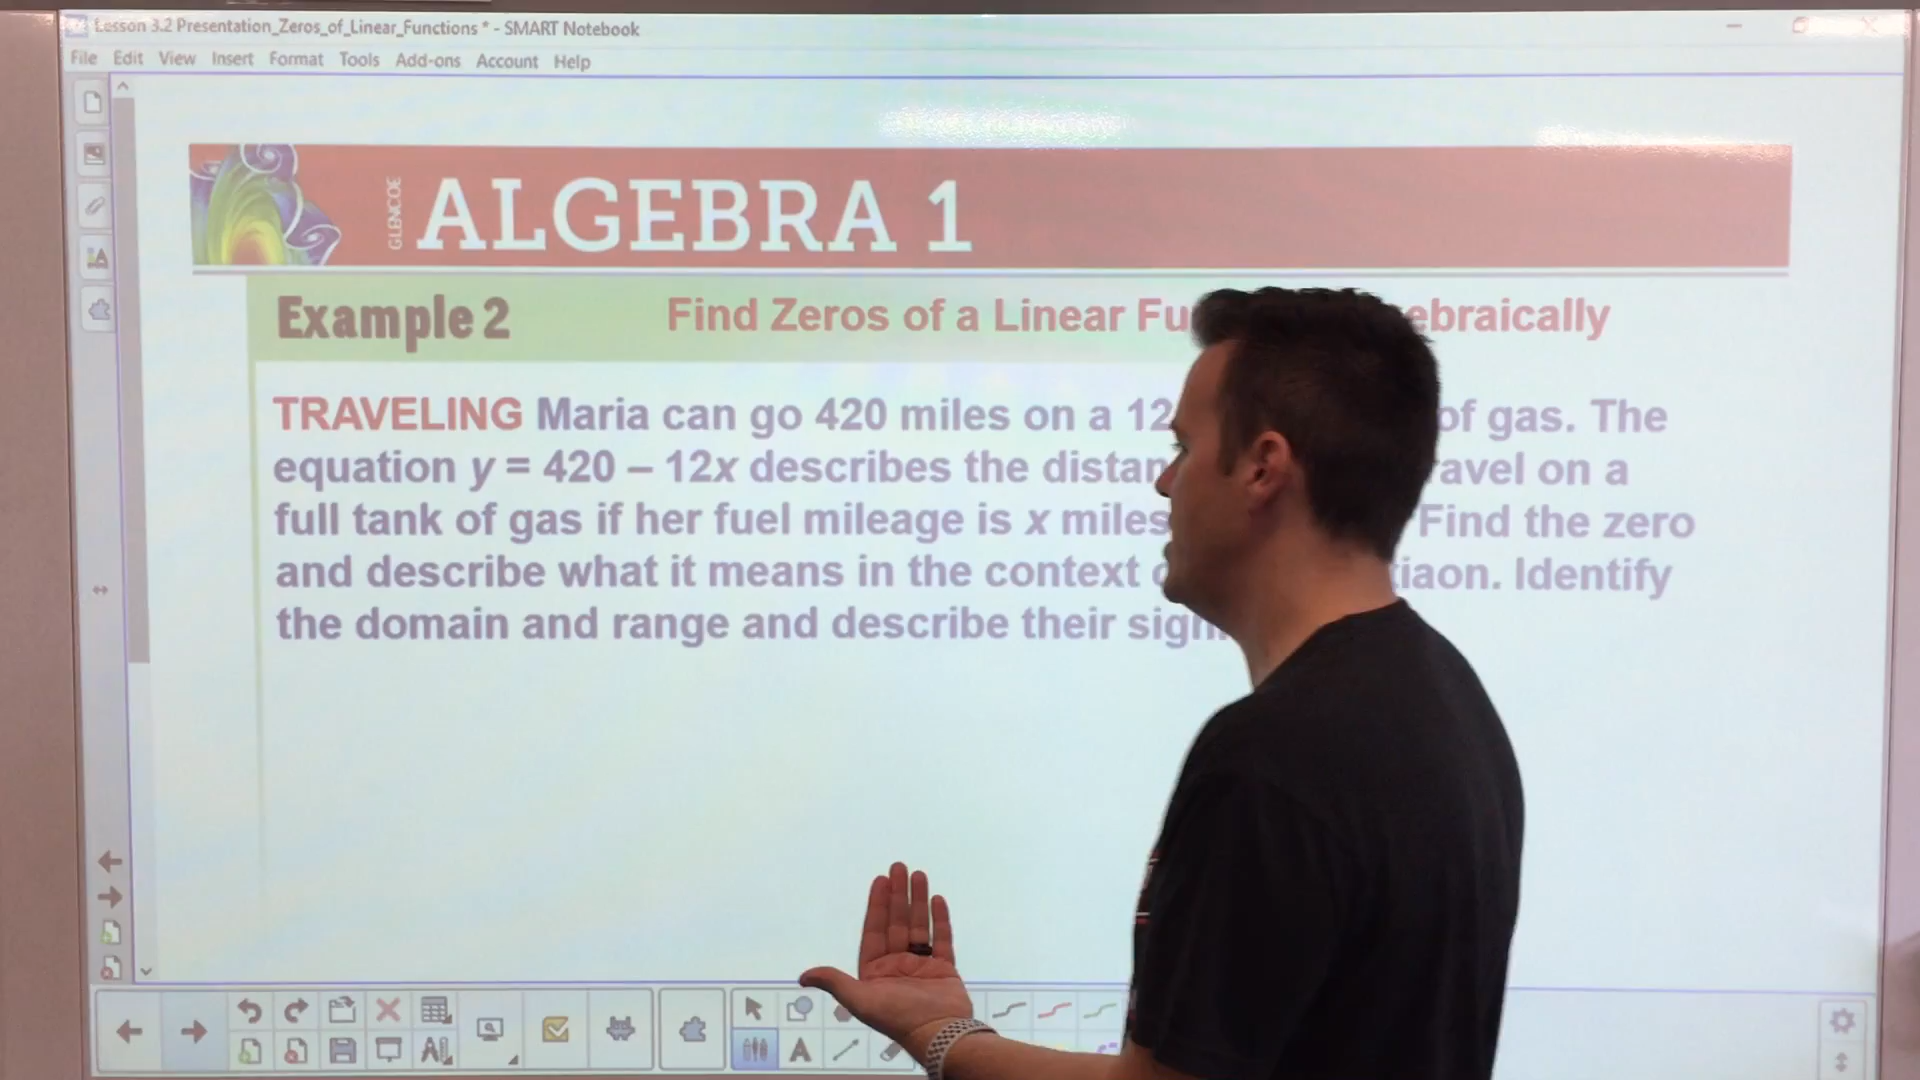 Lesson 3.2 Presentation_Zeros_of_Linear_Functions * - SMART Notebook
File Edit View Insert Format Tools Add-ons Account Help
GLENCOE ALGEBRA 1
Example 2 Find Zeros of a Linear Fu ebraically
TRAVELING Maria can go 420 miles on a 12 of gas. The
equation y = 420 – 12x describes the distan ravel on a
full tank of gas if her fuel mileage is x miles Find the zero
and describe what it means in the context tiaon. Identify
the domain and range and describe their sign